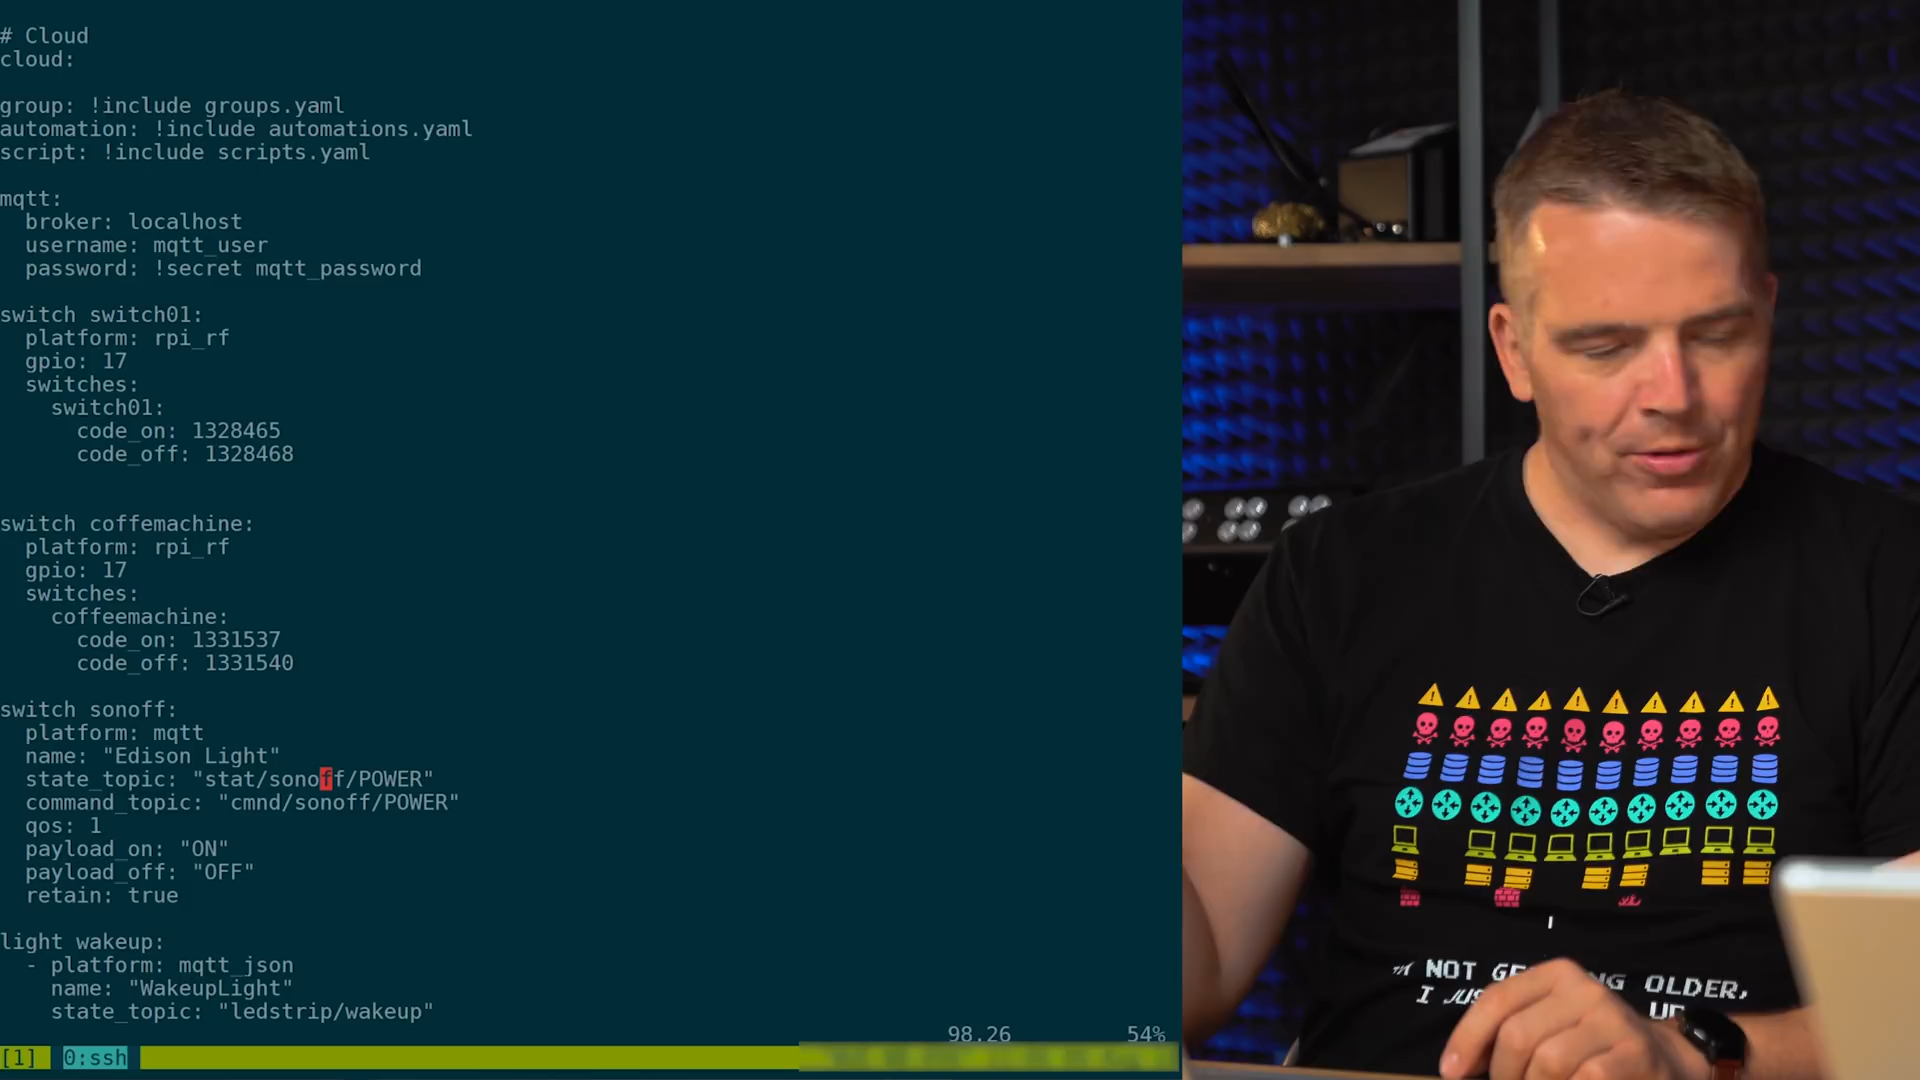 # Cloud
cloud:
group: !include groups.yaml
automation: !include automations.yaml
script: !include scripts.yaml
mqtt:
  broker: localhost
  username: mqtt_user
  password: !secret mqtt_password
switch switch01:
  platform: rpi_rf
  gpio: 17
  switches:
    switch01:
      code_on: 1328465
      code_off: 1328468
switch coffemachine:
  platform: rpi_rf
  gpio: 17
  switches:
    coffeemachine:
      code_on: 1331537
      code_off: 1331540
switch sonoff:
  platform: mqtt
  name: "Edison Light"
  state_topic: "stat/sonoff/POWER"
  command_topic: "cmnd/sonoff/POWER"
  qos: 1
  payload_on: "ON"
  payload_off: "OFF"
  retain: true
light wakeup:
  - platform: mqtt_json
    name: "WakeupLight"
    state_topic: "ledstrip/wakeup"
98.26 54%
[1] 0:ssh
NOT OLDER,
I